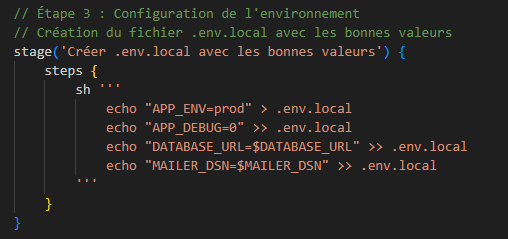 // Étape 3 : Configuration de l'environnement
// Création du fichier .env.local avec les bonnes valeurs
stage('Créer .env.local avec les bonnes valeurs') {
    steps {
        sh '''
            echo "APP_ENV=prod" > .env.local
            echo "APP_DEBUG=0" >> .env.local
            echo "DATABASE_URL=$DATABASE_URL" >> .env.local
            echo "MAILER_DSN=$MAILER_DSN" >> .env.local
        '''
    }
}